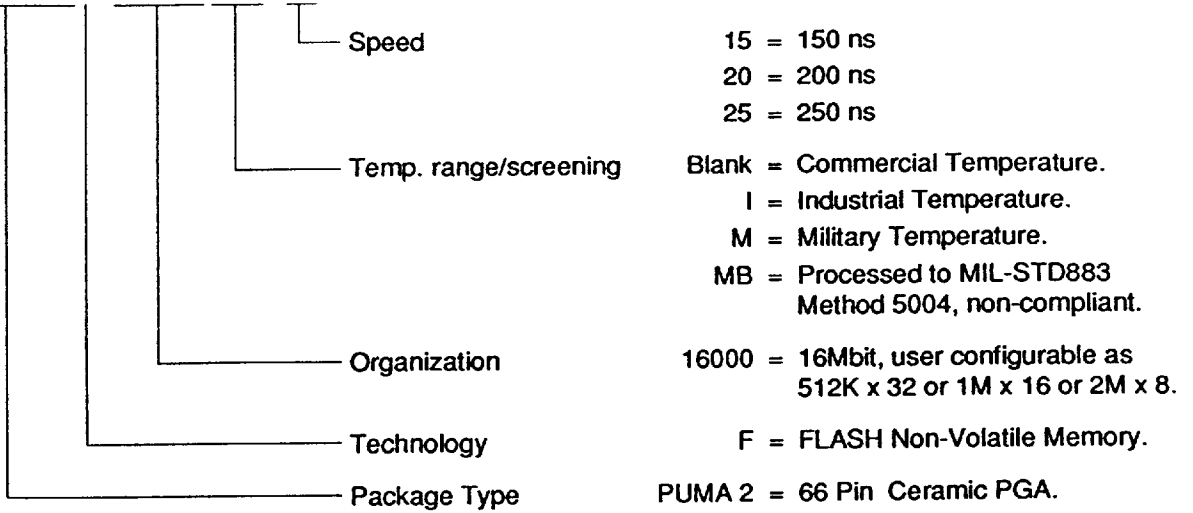 Speed 15 = 150 ns
20 = 200 ns
25 = 250 ns
Temp. range/screening Blank = Commercial Temperature.
I = Industrial Temperature.
M = Military Temperature.
MB = Processed to MIL-STD883
Method 5004, non-compliant.
Organization 16000 = 16Mbit, user configurable as
512K x 32 or 1M x 16 or 2M x 8.
Technology F = FLASH Non-Volatile Memory.
Package Type PUMA 2 = 66 Pin Ceramic PGA.